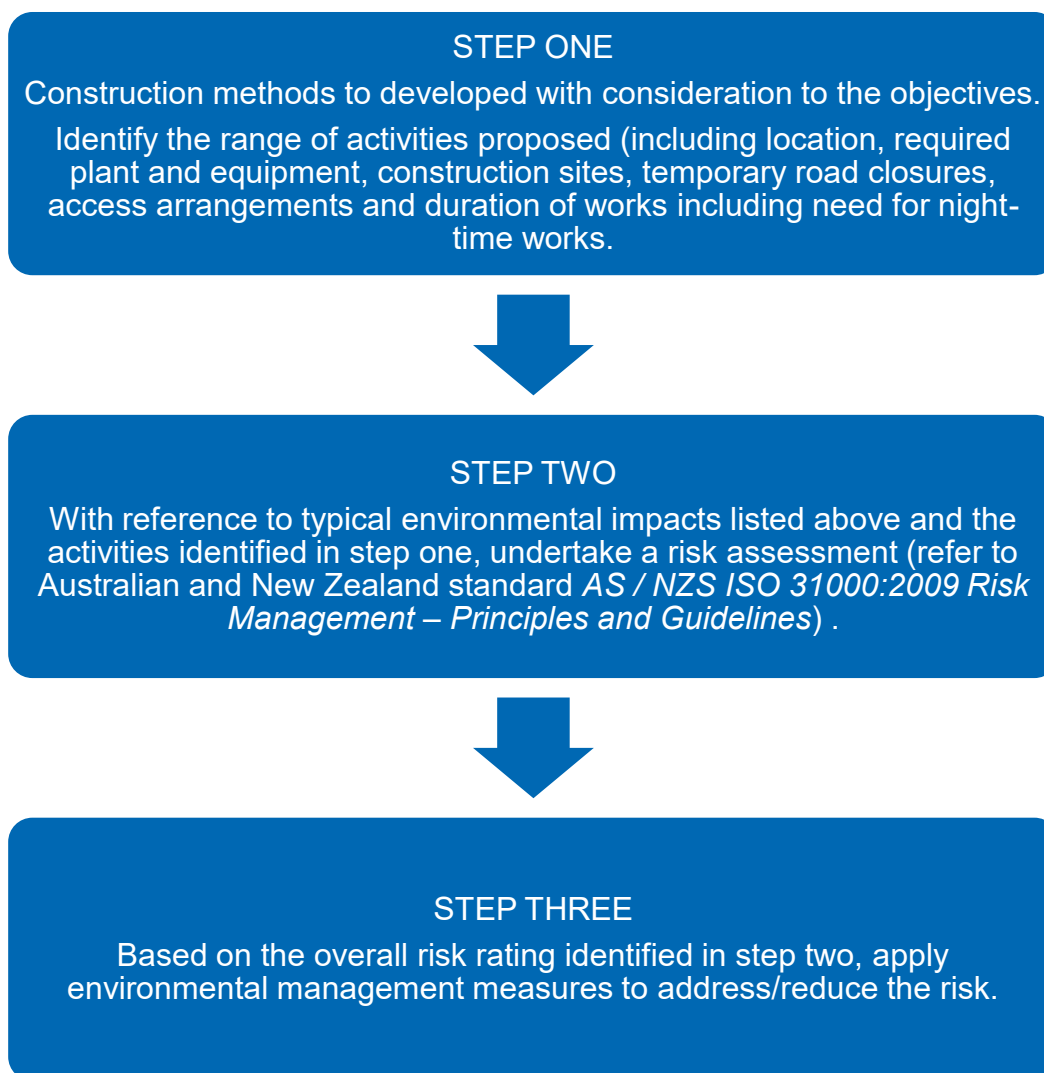 STEP ONE
Construction methods to developed with consideration to the objectives.
Identify the range of activities proposed (including location, required
plant and equipment, construction sites, temporary road closures,
access arrangements and duration of works including need for night-
time works.
STEP TWO
With reference to typical environmental impacts listed above and the
activities identified in step one, undertake a risk assessment (refer to
Australian and New Zealand standard AS / NZS ISO 31000:2009 Risk
Management – Principles and Guidelines) .
STEP THREE
Based on the overall risk rating identified in step two, apply
environmental management measures to address/reduce the risk.